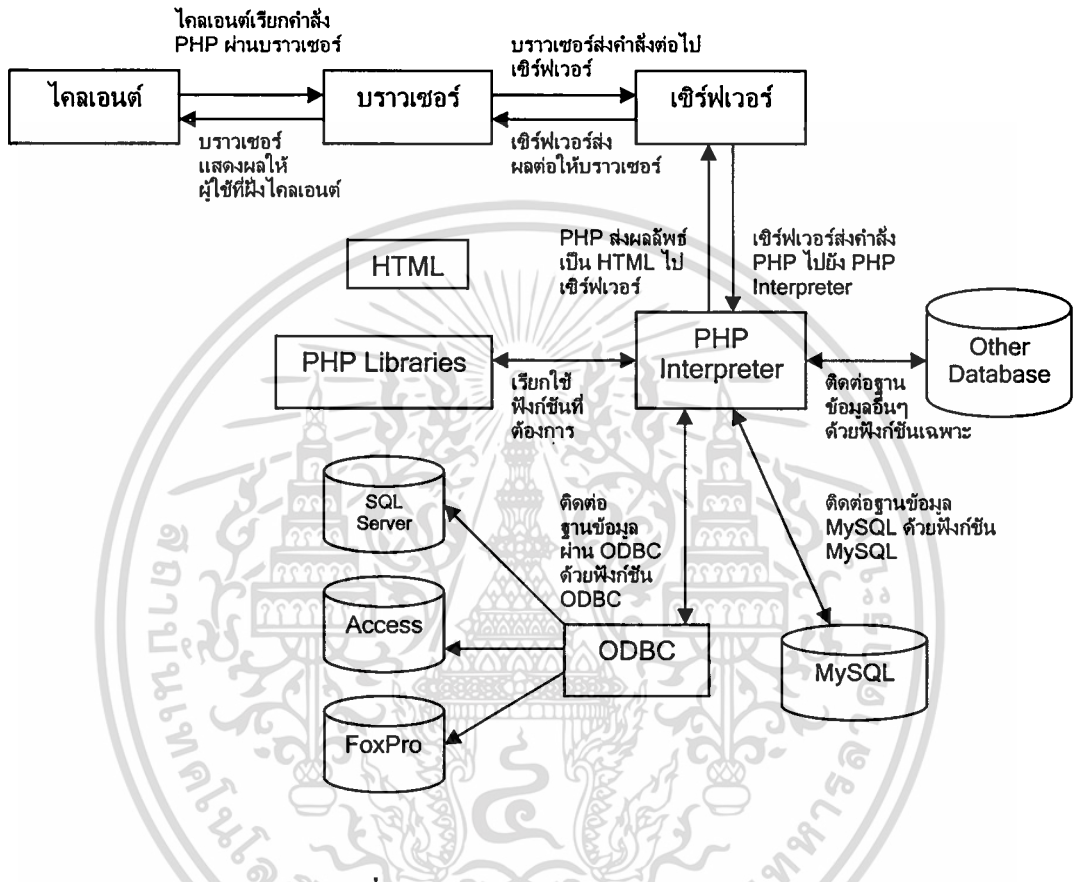 ไคลเอนต์เรียกคำสั่ง
PHP ผ่านบราวเซอร์
บราวเซอร์ส่งคำสั่งต่อไป
เซิร์ฟเวอร์
ไคลเอนต์
บราวเซอร์
เซิร์ฟเวอร์
บราวเซอร์
แสดงผลให้
ผู้ใช้ที่ฝั่งไคลเอนต์
เซิร์ฟเวอร์ส่ง
ผลต่อให้บราวเซอร์
PHP ส่งผลลัพธ์
เป็น HTML ไป
เซิร์ฟเวอร์
เซิร์ฟเวอร์ส่งคำสั่ง
PHP ไปยัง PHP
Interpreter
HTML
PHP Libraries
PHP
Interpreter
Other
Database
เรียกใช้
ฟังก์ชันที่
ต้องการ
ติดต่อฐาน
ข้อมูลอื่นๆ
ด้วยฟังก์ชันเฉพาะ
SQL
Server
ติดต่อ
ฐานข้อมูล
ผ่าน ODBC
ด้วยฟังก์ชัน
ODBC
ติดต่อฐานข้อมูล
MySQL ด้วยฟังก์ชัน
MySQL
Access
ODBC
MySQL
FoxPro